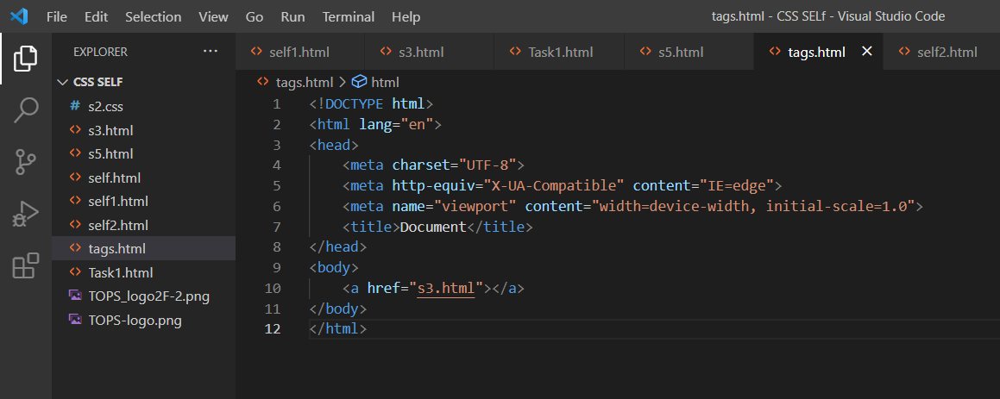 File Edit Selection View Go Run Terminal Help tags.html - CSS SELf - Visual Studio Code
EXPLORER ...
CSS SELF
# s2.css
<> s3.html
<> s5.html
<> self.html
<> self1.html
<> self2.html
<> tags.html
<> Task1.html
TOPS_logo2F-2.png
TOPS-logo.png
<> self1.html <> s3.html <> Task1.html <> s5.html <> tags.html <> self2.html
<> tags.html > html
1 <!DOCTYPE html>
2 <html lang="en">
3 <head>
4     <meta charset="UTF-8">
5     <meta http-equiv="X-UA-Compatible" content="IE=edge">
6     <meta name="viewport" content="width=device-width, initial-scale=1.0">
7     <title>Document</title>
8 </head>
9 <body>
10     <a href="s3.html"></a>
11 </body>
12 </html>